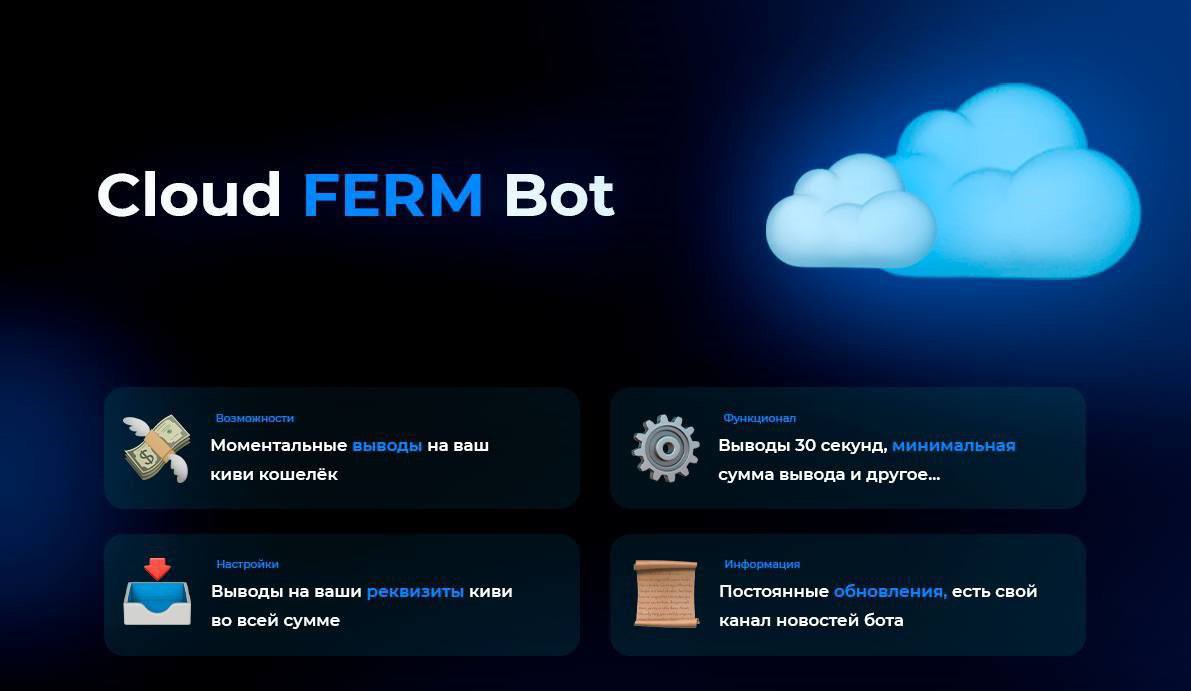 Cloud FERM Bot
Возможности
Моментальные выводы на ваш
киви кошелёк
Функционал
Выводы 30 секунд, минимальная
сумма вывода и другое...
Настройки
Выводы на ваши реквизиты киви
во всей сумме
Информация
Постоянные обновления, есть свой
канал новостей бота